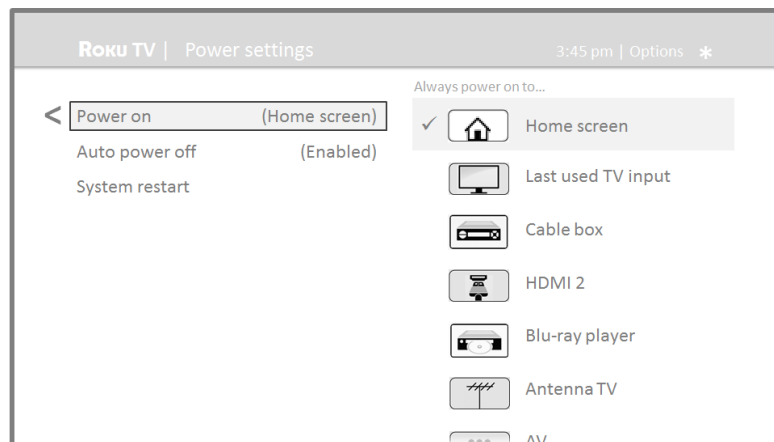 Roku TV | Power settings
3:45 pm | Options *
Always power on to...
< Power on (Home screen)
Auto power off (Enabled)
System restart
✓ Home screen
Last used TV input
Cable box
HDMI 2
Blu-ray player
Antenna TV
AV